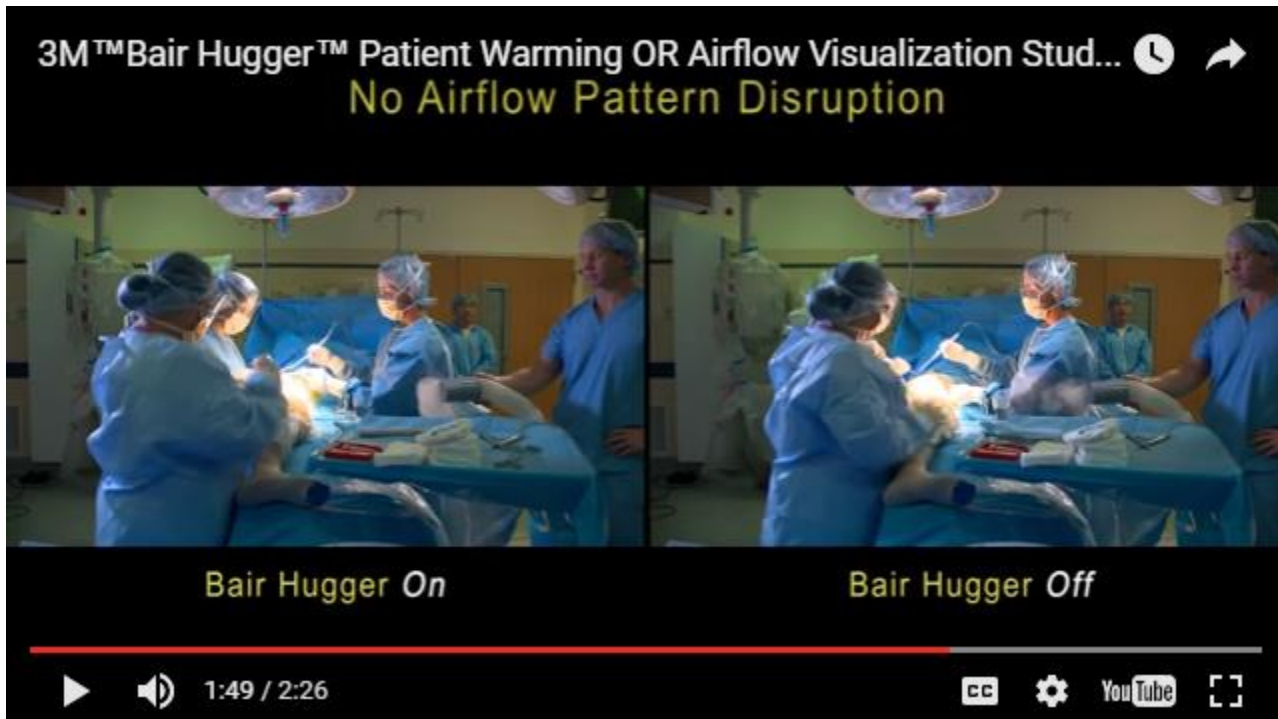 3M™Bair Hugger™ Patient Warming OR Airflow Visualization Stud...
No Airflow Pattern Disruption
Bair Hugger On
Bair Hugger Off
1:49 / 2:26
CC
YouTube